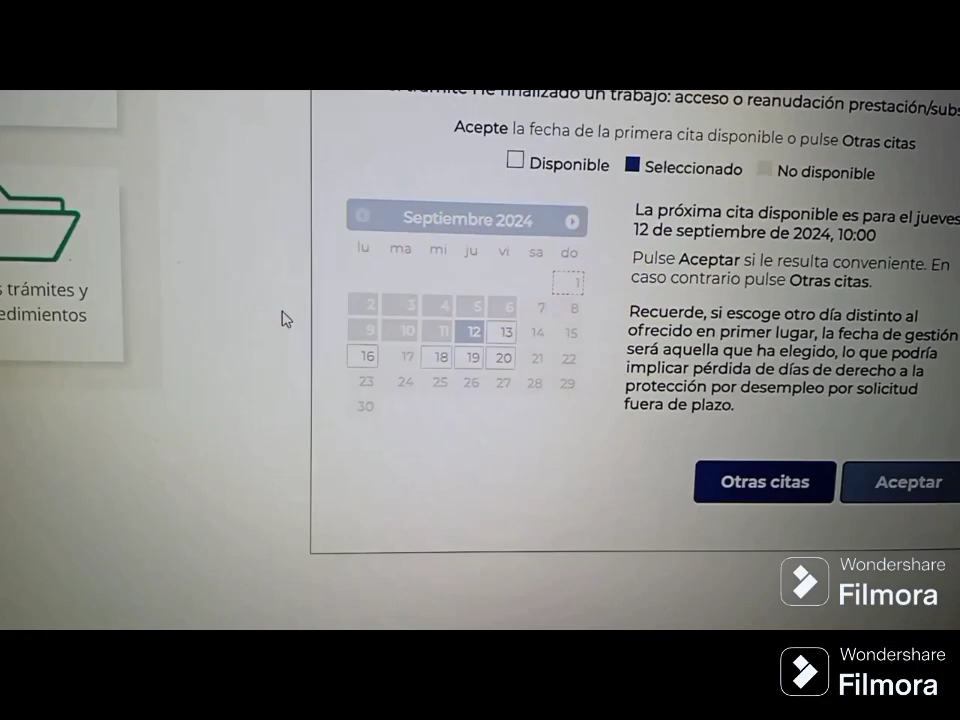 trámite He finalizado un trabajo: acceso o reanudación prestación/subs
Acepte la fecha de la primera cita disponible o pulse Otras citas
Disponible Seleccionado No disponible
Septiembre 2024
lu ma mi ju vi sa do
1
2 3 4 5 6 7 8
9 10 11 12 13 14 15
16 17 18 19 20 21 22
23 24 25 26 27 28 29
30
La próxima cita disponible es para el jueves
12 de septiembre de 2024, 10:00
Pulse Aceptar si le resulta conveniente. En
caso contrario pulse Otras citas.
Recuerde, si escoge otro día distinto al
ofrecido en primer lugar, la fecha de gestión
será aquella que ha elegido, lo que podría
implicar pérdida de días de derecho a la
protección por desempleo por solicitud
fuera de plazo.
Otras citas Aceptar
s trámites y
edimientos
Wondershare
Filmora
Wondershare
Filmora